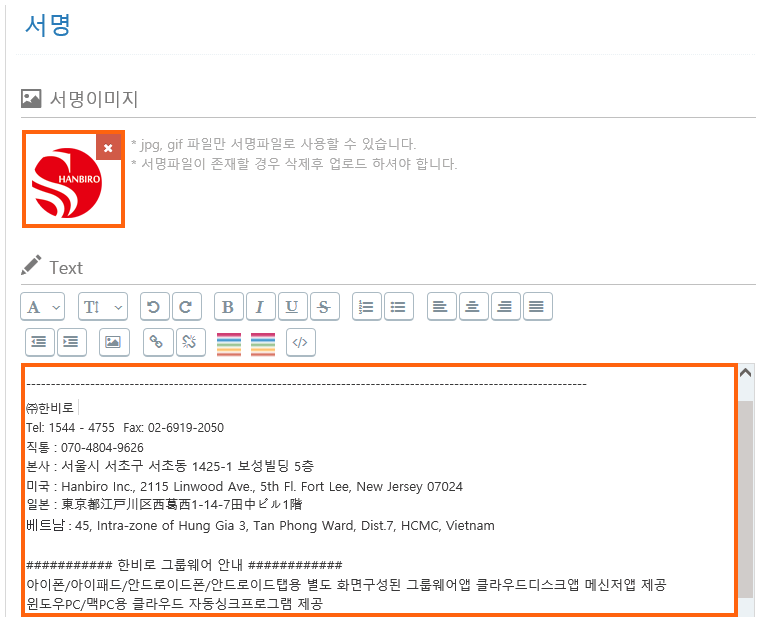 서명
서명이미지
HANBIRO
* jpg, gif 파일만 서명파일로 사용할 수 있습니다.
* 서명파일이 존재할 경우 삭제후 업로드 하셔야 합니다.
Text
A T B I U S
</>
--------------------------------------------------------------------------------------------------------------------
㈜한비로
Tel: 1544 - 4755 Fax: 02-6919-2050
직통 : 070-4804-9626
본사 : 서울시 서초구 서초동 1425-1 보성빌딩 5층
미국 : Hanbiro Inc., 2115 Linwood Ave., 5th Fl. Fort Lee, New Jersey 07024
일본 : 東京都江戸川区西葛西1-14-7田中ビル1階
베트남 : 45, Intra-zone of Hung Gia 3, Tan Phong Ward, Dist.7, HCMC, Vietnam
########### 한비로 그룹웨어 안내 ############
아이폰/아이패드/안드로이드폰/안드로이드탭용 별도 화면구성된 그룹웨어앱 클라우드디스크앱 메신저앱 제공
윈도우PC/맥PC용 클라우드 자동싱크프로그램 제공